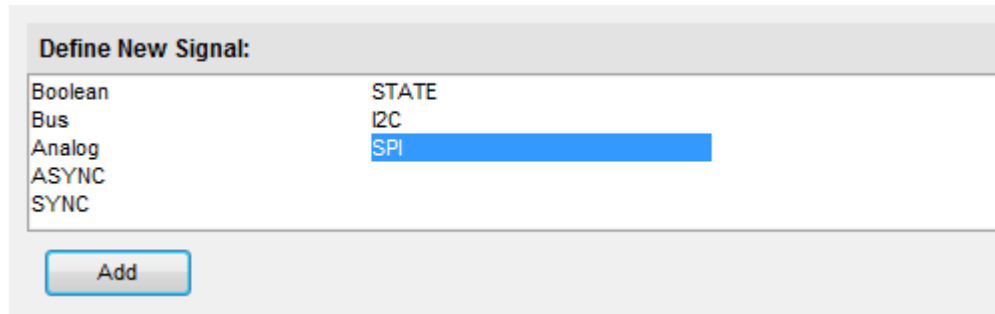 Define New Signal:
Boolean STATE
Bus I2C
Analog SPI
ASYNC
SYNC
Add